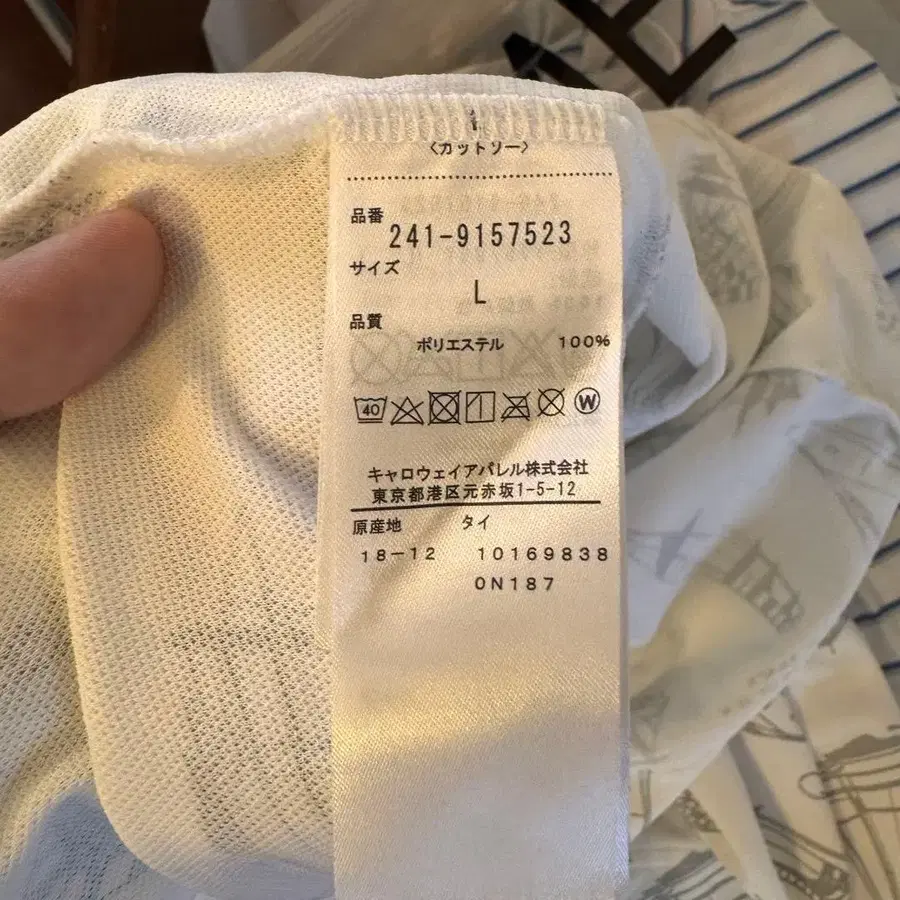 〈カットソー〉
品番
241-9157523
サイズ
L
品質
ポリエステル 100%
40 W
キャロウェイアパレル株式会社
東京都港区元赤坂1-5-12
原産地 タイ
18-12 10169838
0N187